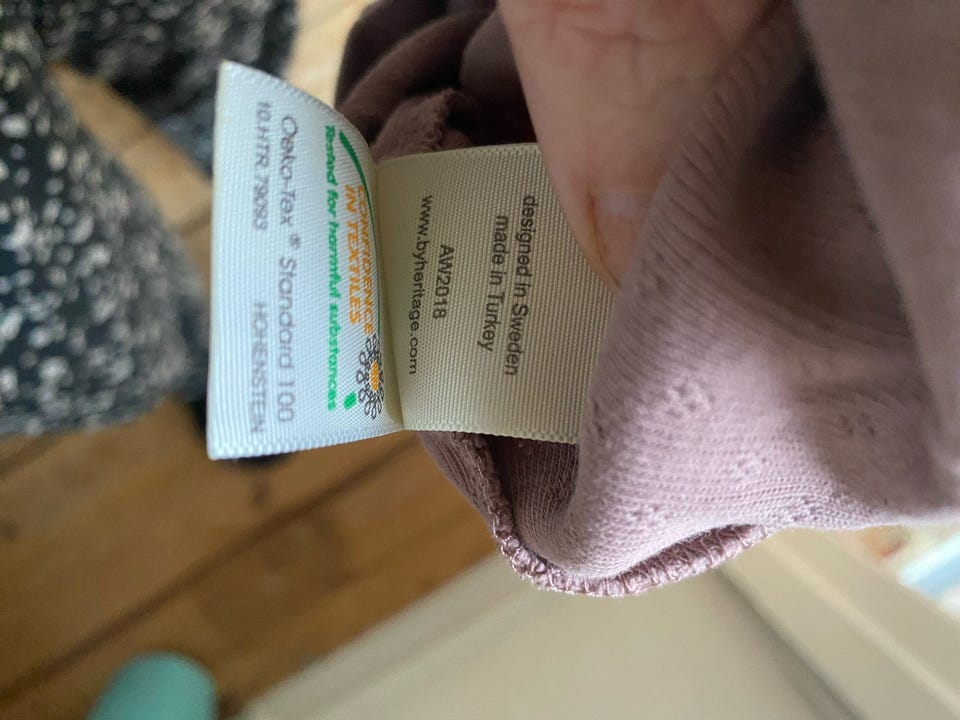 designed in Sweden
made in Turkey
AW2018
www.byheritage.com
CONFIDENCE
IN TEXTILES
Tested for harmful substances
Oeko-Tex ® Standard 100
10.HTR.79093 HOHENSTEIN